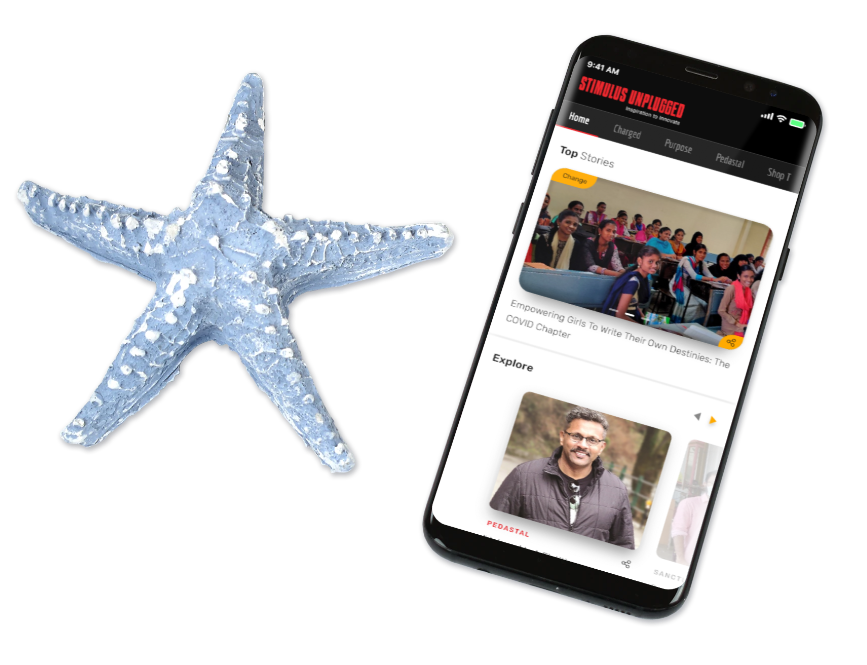 9:41 AM
STIMULUS UNPLUGGED
Inspiration to Innovate
Home Charged Purpose Pedastal Shop
Top Stories
Change
Empowering Girls To Write Their Own Destinies: The
COVID Chapter
Explore
PEDASTAL
SANCT